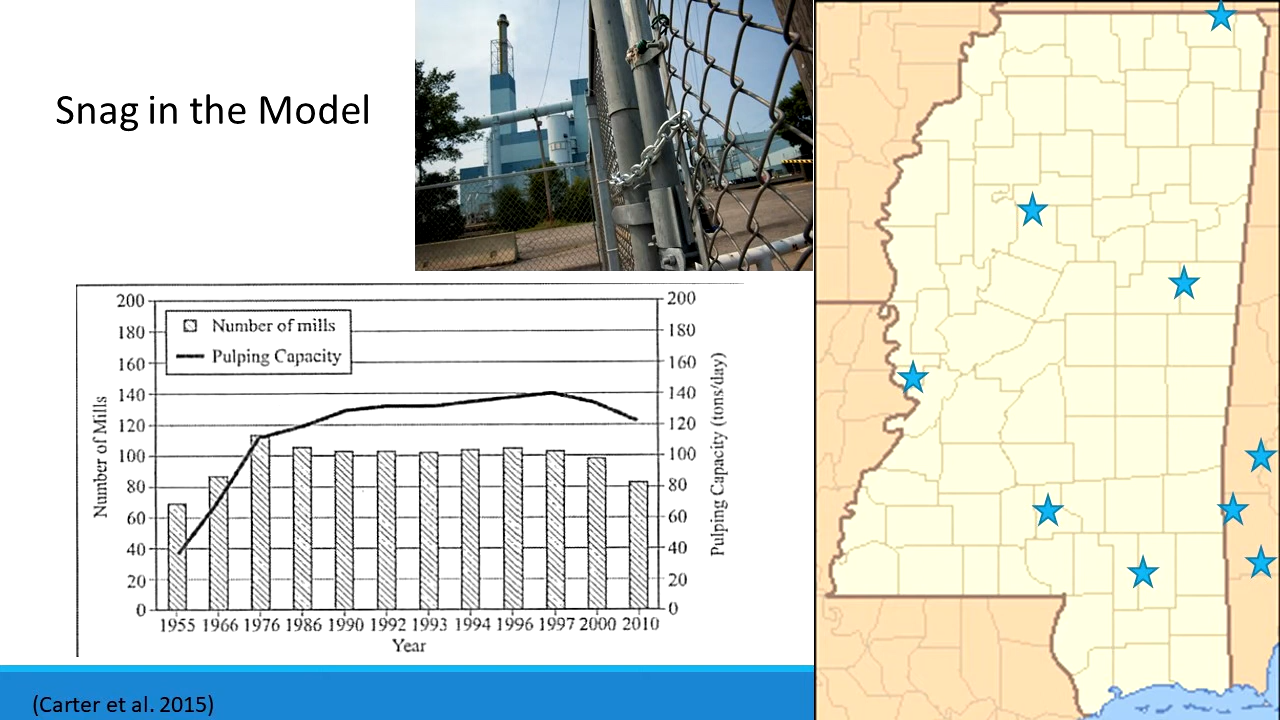 Snag in the Model
200
180
160
140
120
100
80
60
40
20
0
Number of Mills
Number of mills
Pulping Capacity
200
180
160
140
120
100
80
60
40
20
0
Pulping Capacity (tons/day)
1955 1966 1976 1986 1990 1992 1993 1994 1996 1997 2000 2010
Year
(Carter et al. 2015)